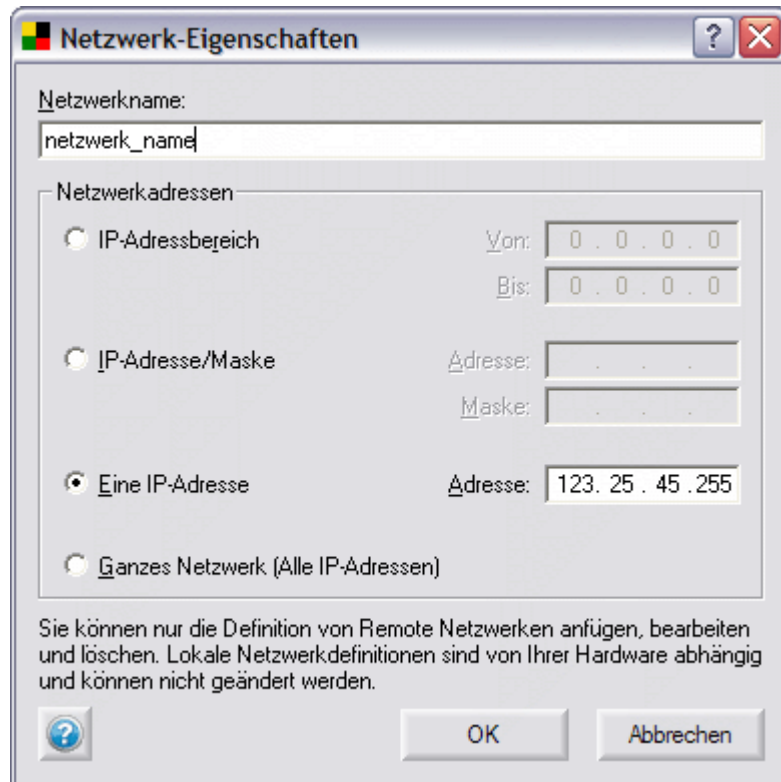 Netzwerk-Eigenschaften ?
Netzwerkname:
netzwerk_name
Netzwerkadressen
IP-Adressbereich Von: 0 . 0 . 0 . 0
Bis: 0 . 0 . 0 . 0
IP-Adresse/Maske Adresse: . . .
Maske: . . .
Eine IP-Adresse Adresse: 123. 25 . 45 .255
Ganzes Netzwerk (Alle IP-Adressen)
Sie können nur die Definition von Remote Netzwerken anfügen, bearbeiten
und löschen. Lokale Netzwerkdefinitionen sind von Ihrer Hardware abhängig
und können nicht geändert werden.
? OK Abbrechen